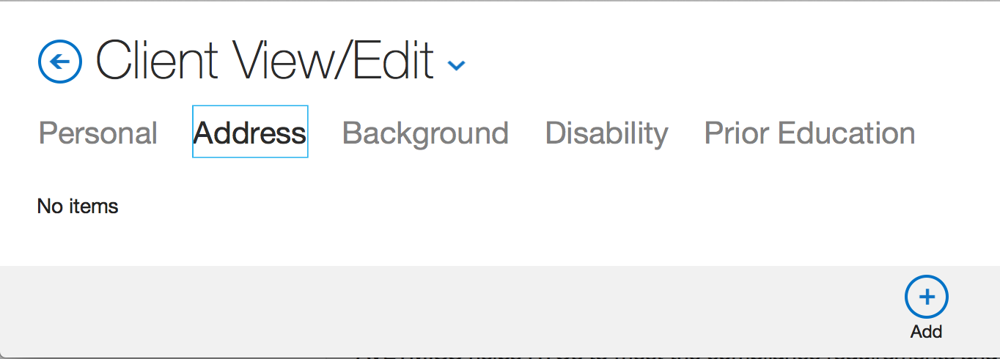 Client View/Edit
Personal Address Background Disability Prior Education
No items
Add